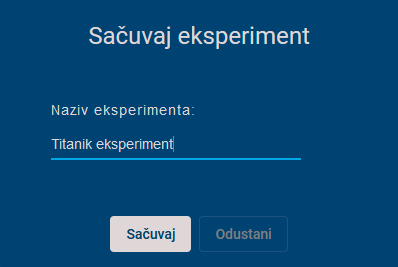 Sačuvaj eksperiment
Naziv eksperimenta:
Titanik eksperiment
Sačuvaj
Odustani